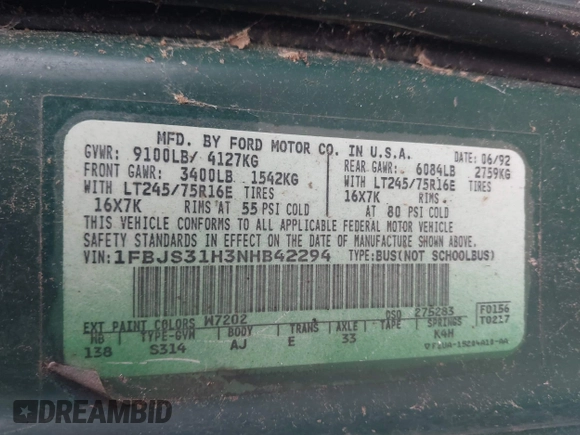 MFD. BY FORD MOTOR CO. IN U.S.A.
DATE: 06/92
GVWR: 9100LB/ 4127KG
FRONT GAWR: 3400LB 1542KG
REAR GAWR: 6084LB 2759KG
WITH LT245/75R16E TIRES
WITH LT245/75R16E TIRES
16X7K RIMS AT 55 PSI COLD
16X7K RIMS AT 80 PSI COLD
THIS VEHICLE CONFORMS TO ALL APPLICABLE FEDERAL MOTOR VEHICLE
SAFETY STANDARDS IN EFFECT ON THE DATE OF MANUFACTURE SHOWN ABOVE.
VIN: 1FBJS31H3NHB42294 TYPE: BUS(NOT SCHOOLBUS)
EXT PAINT COLORS W7202 DSO 275283 F0156
T0217
WB TYPE-GVM BODY TRANS AXLE TAPE SPRINGS
138 S314 AJ E 33 K4H
DREAMBID